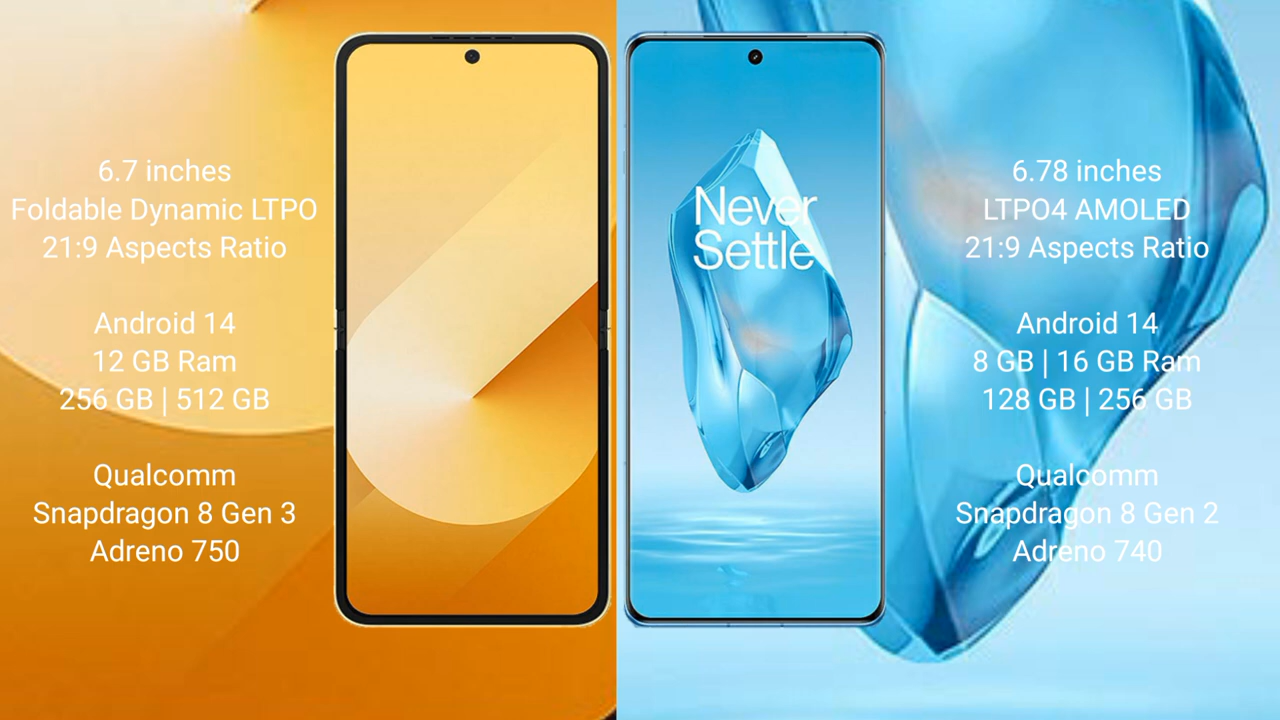 6.7 inches
Foldable Dynamic LTPO
21:9 Aspects Ratio
Android 14
12 GB Ram
256 GB | 512 GB
Qualcomm
Snapdragon 8 Gen 3
Adreno 750
Never
Settle
6.78 inches
LTPO4 AMOLED
21:9 Aspects Ratio
Android 14
8 GB | 16 GB Ram
128 GB | 256 GB
Qualcomm
Snapdragon 8 Gen 2
Adreno 740